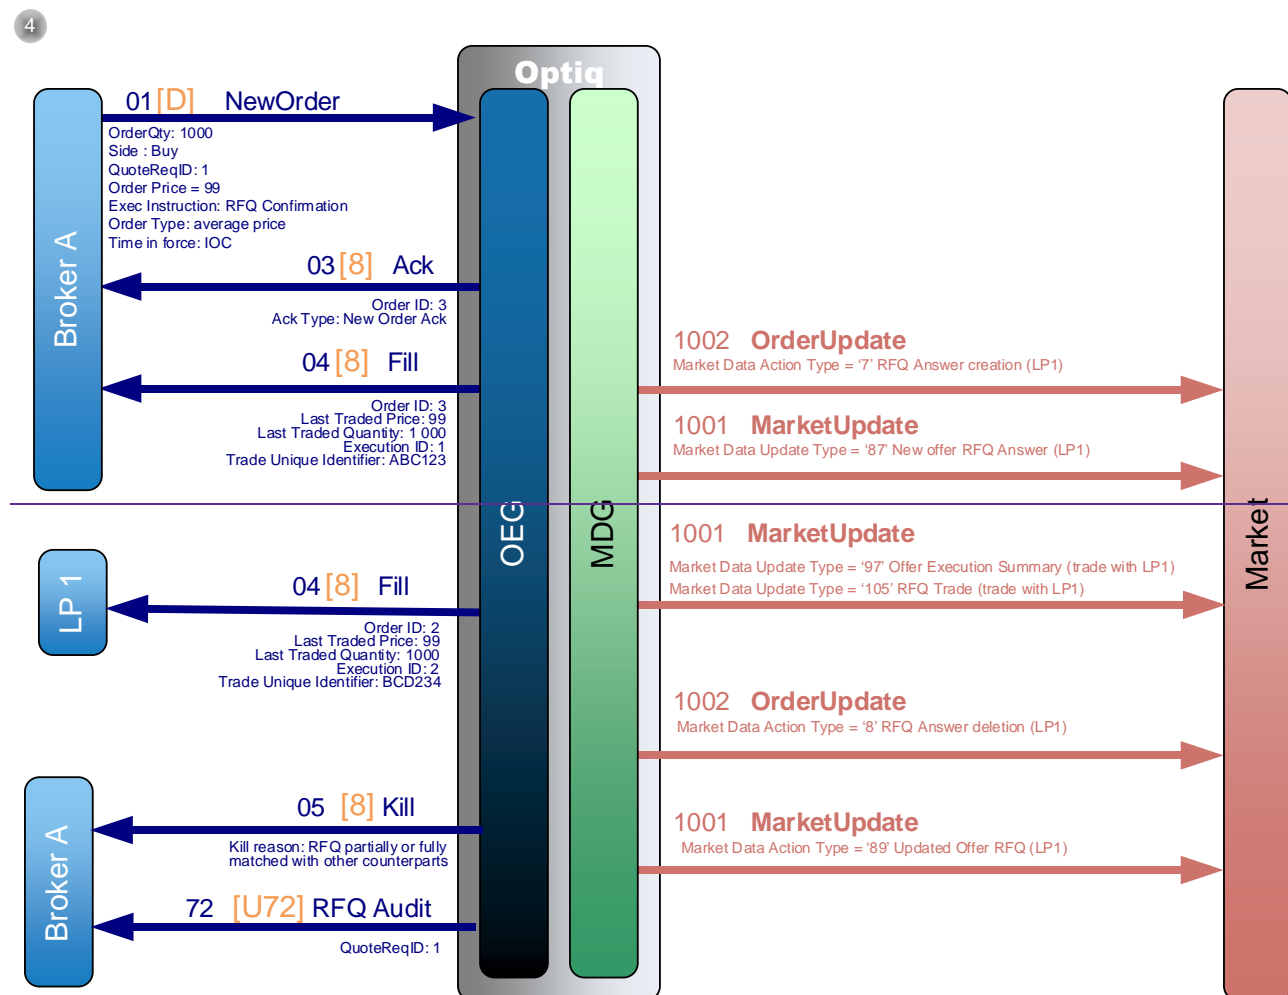 4
Optiq
01 [D] NewOrder
OrderQty: 1000
Side : Buy
QuoteReqID: 1
Order Price = 99
Exec Instruction: RFQ Confirmation
Order Type: average price
Time in force: IOC
Broker A
03 [8] Ack
Order ID: 3
Ack Type: New Order Ack
04 [8] Fill
Order ID: 3
Last Traded Price: 99
Last Traded Quantity: 1 000
Execution ID: 1
Trade Unique Identifier: ABC123
1002 OrderUpdate
Market Data Action Type = ‘7’ RFQ Answer creation (LP1)
1001 MarketUpdate
Market Data Update Type = ‘87’ New offer RFQ Answer (LP1)
OEG
MDG
Market
1001 MarketUpdate
Market Data Update Type = ‘97’ Offer Execution Summary (trade with LP1)
Market Data Update Type = ‘105’ RFQ Trade (trade with LP1)
LP 1
04 [8] Fill
Order ID: 2
Last Traded Price: 99
Last Traded Quantity: 1000
Execution ID: 2
Trade Unique Identifier: BCD234
1002 OrderUpdate
Market Data Action Type = ‘8’ RFQ Answer deletion (LP1)
Broker A
05 [8] Kill
Kill reason: RFQ partially or fully
matched with other counterparts
1001 MarketUpdate
Market Data Action Type = ‘89’ Updated Offer RFQ (LP1)
72 [U72] RFQ Audit
QuoteReqID: 1